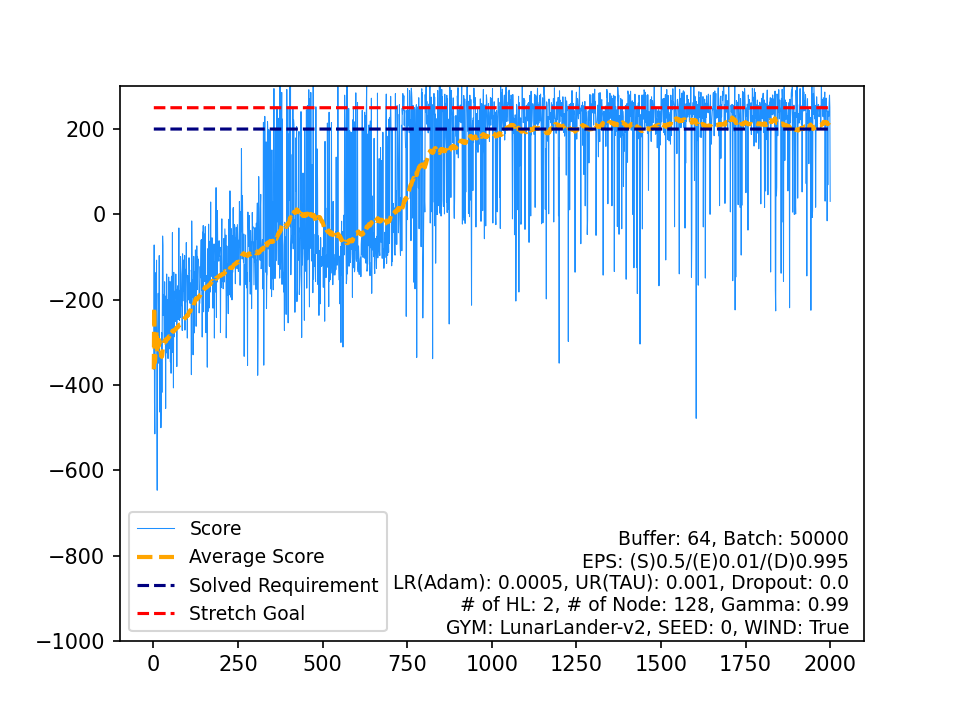 200
0
−200
−400
−600
−800
−1000
Score
Average Score
Solved Requirement
Stretch Goal
Buffer: 64, Batch: 50000
EPS: (S)0.5/(E)0.01/(D)0.995
LR(Adam): 0.0005, UR(TAU): 0.001, Dropout: 0.0
# of HL: 2, # of Node: 128, Gamma: 0.99
GYM: LunarLander-v2, SEED: 0, WIND: True
0 250 500 750 1000 1250 1500 1750 2000